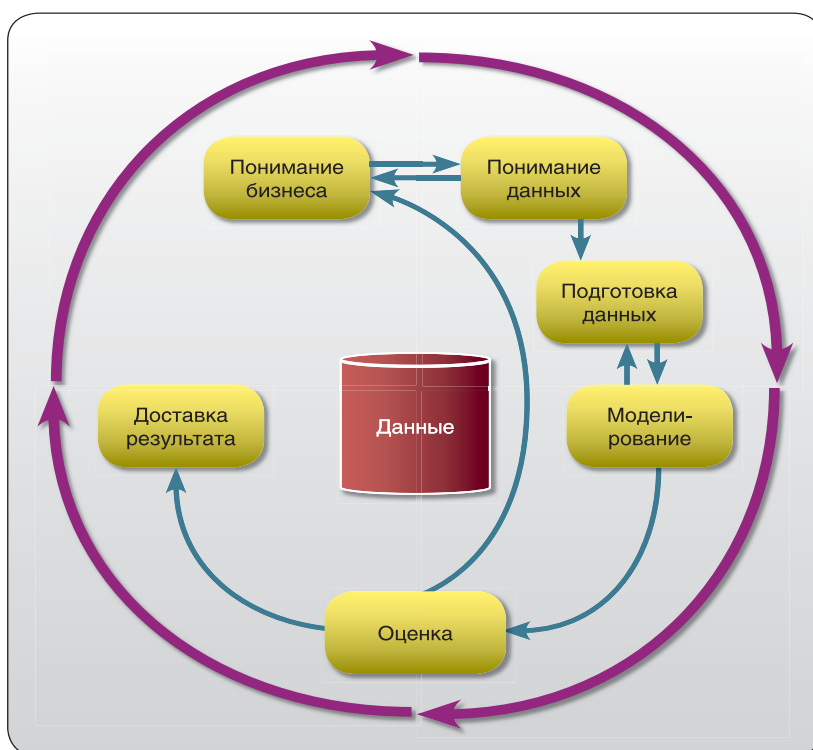 Понимание
бизнеса
Понимание
данных
Подготовка
данных
Доставка
результата
Данные
Модели-
рование
Оценка